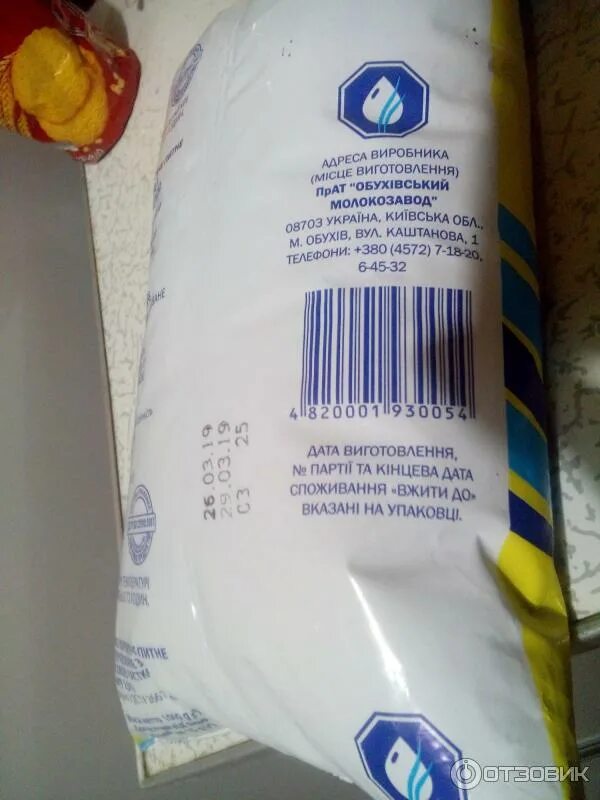 АДРЕСА ВИРОБНИКА
(МІСЦЕ ВИГОТОВЛЕННЯ)
ПрАТ "ОБУХІВСЬКИЙ
МОЛОКОЗАВОД"
08703 УКРАЇНА, КИЇВСЬКА ОБЛ.,
М. ОБУХІВ, ВУЛ. КАШТАНОВА, 1
ТЕЛЕФОНИ: +380 (4572) 7-18-20,
6-45-32
4 820001 930054
26.03.19
29.03.19
03 25
ДАТА ВИГОТОВЛЕННЯ,
№ ПАРТІЇ ТА КІНЦЕВА ДАТА
СПОЖИВАННЯ «ВЖИТИ ДО»
ВКАЗАНІ НА УПАКОВЦІ.
ПИТНЕ
ОТЗОВИК